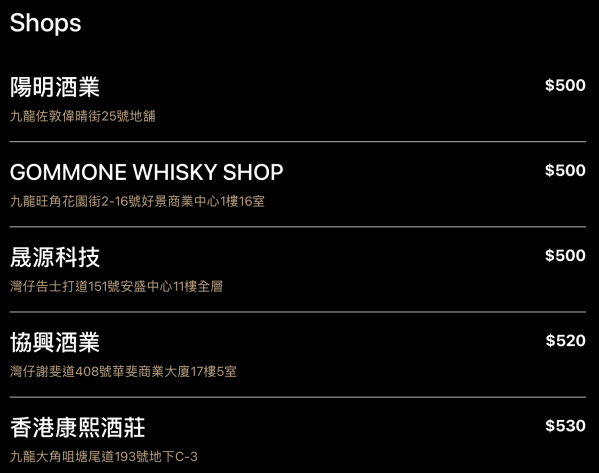 Shops
陽明酒業
$500
九龍佐敦偉晴街25號地舖
GOMMONE WHISKY SHOP
$500
九龍旺角花園街2-16號好景商業中心1樓16室
晟源科技
$500
灣仔告士打道151號安盛中心11樓全層
協興酒業
$520
灣仔謝斐道408號華斐商業大廈17樓5室
香港康熙酒莊
$530
九龍大角咀塘尾道193號地下C-3